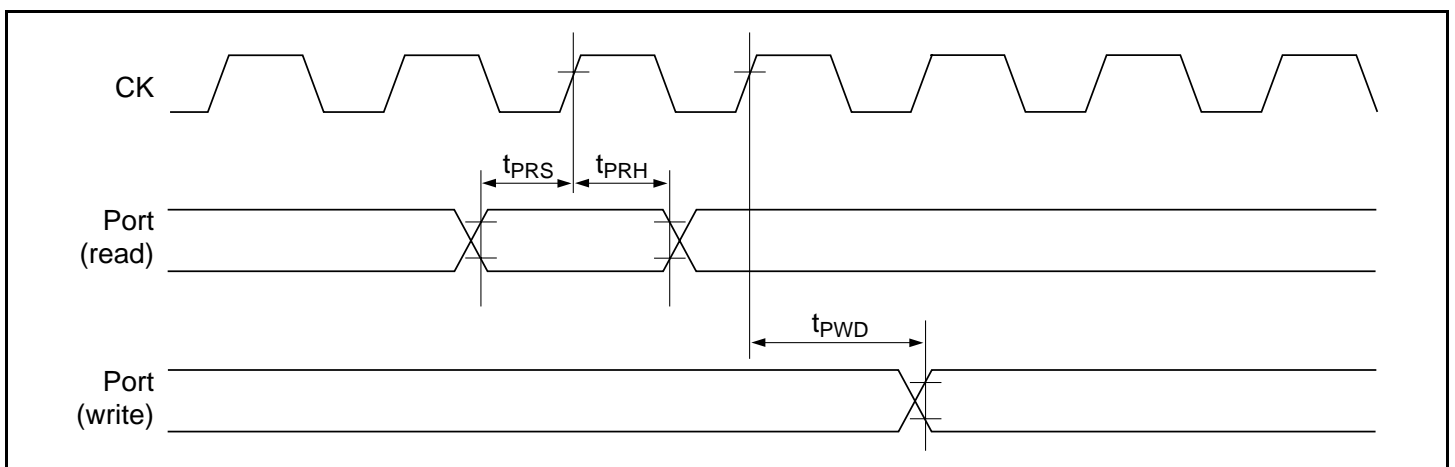 CK
tPRS
tPRH
Port
(read)
tPWD
Port
(write)